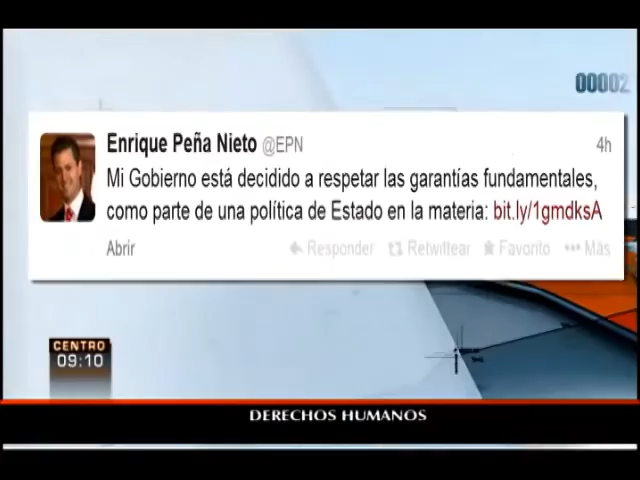 00002
Enrique Peña Nieto @EPN 4h
Mi Gobierno está decidido a respetar las garantías fundamentales,
como parte de una política de Estado en la materia: bit.ly/1gmdksA
Abrir Responder Retwittear Favorito Más
CENTRO
09:10
DERECHOS HUMANOS